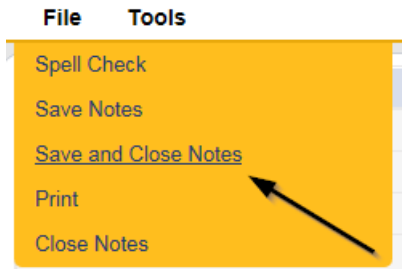 File Tools
Spell Check
Save Notes
Save and Close Notes
Print
Close Notes